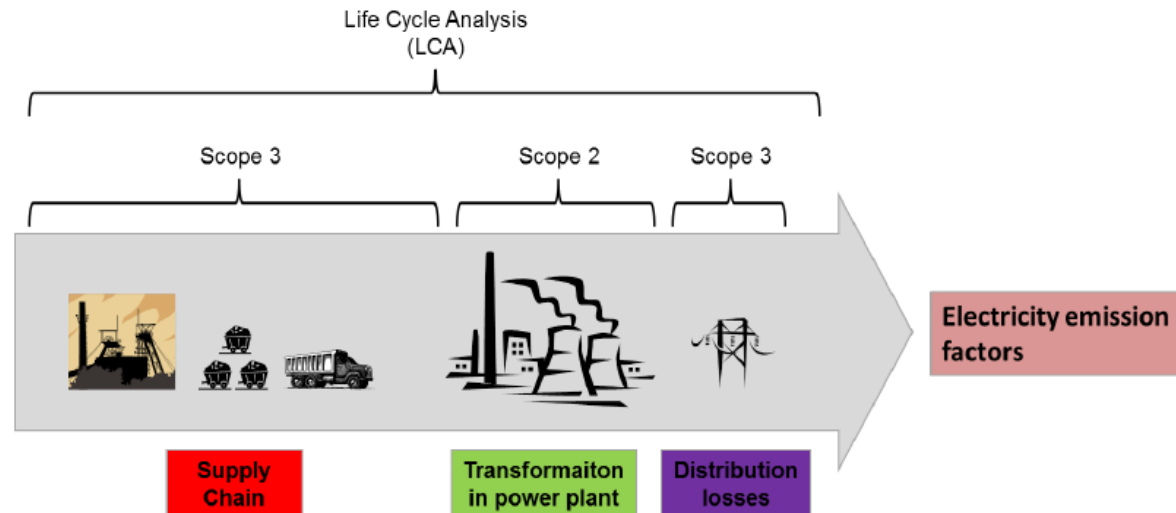 Life Cycle Analysis
(LCA)
Scope 3
Scope 2
Scope 3
Electricity emission
factors
Supply
Chain
Transformaiton
in power plant
Distribution
losses